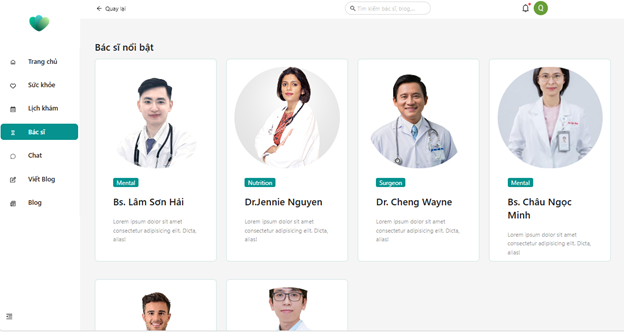 Quay lại
Tìm kiếm bác sĩ, blog,...
Q
Trang chủ
Sức khỏe
Lịch khám
Bác sĩ
Chat
Viết Blog
Blog
Bác sĩ nổi bật
Mental
Bs. Lâm Sơn Hải
Lorem ipsum dolor sit amet
consectetur adipisicing elit. Dicta,
alias!
Nutrition
Dr.Jennie Nguyen
Lorem ipsum dolor sit amet
consectetur adipisicing elit. Dicta,
alias!
Surgeon
Dr. Cheng Wayne
Lorem ipsum dolor sit amet
consectetur adipisicing elit. Dicta,
alias!
Mental
Bs. Châu Ngọc
Minh
Lorem ipsum dolor sit amet
consectetur adipisicing elit. Dicta,
alias!